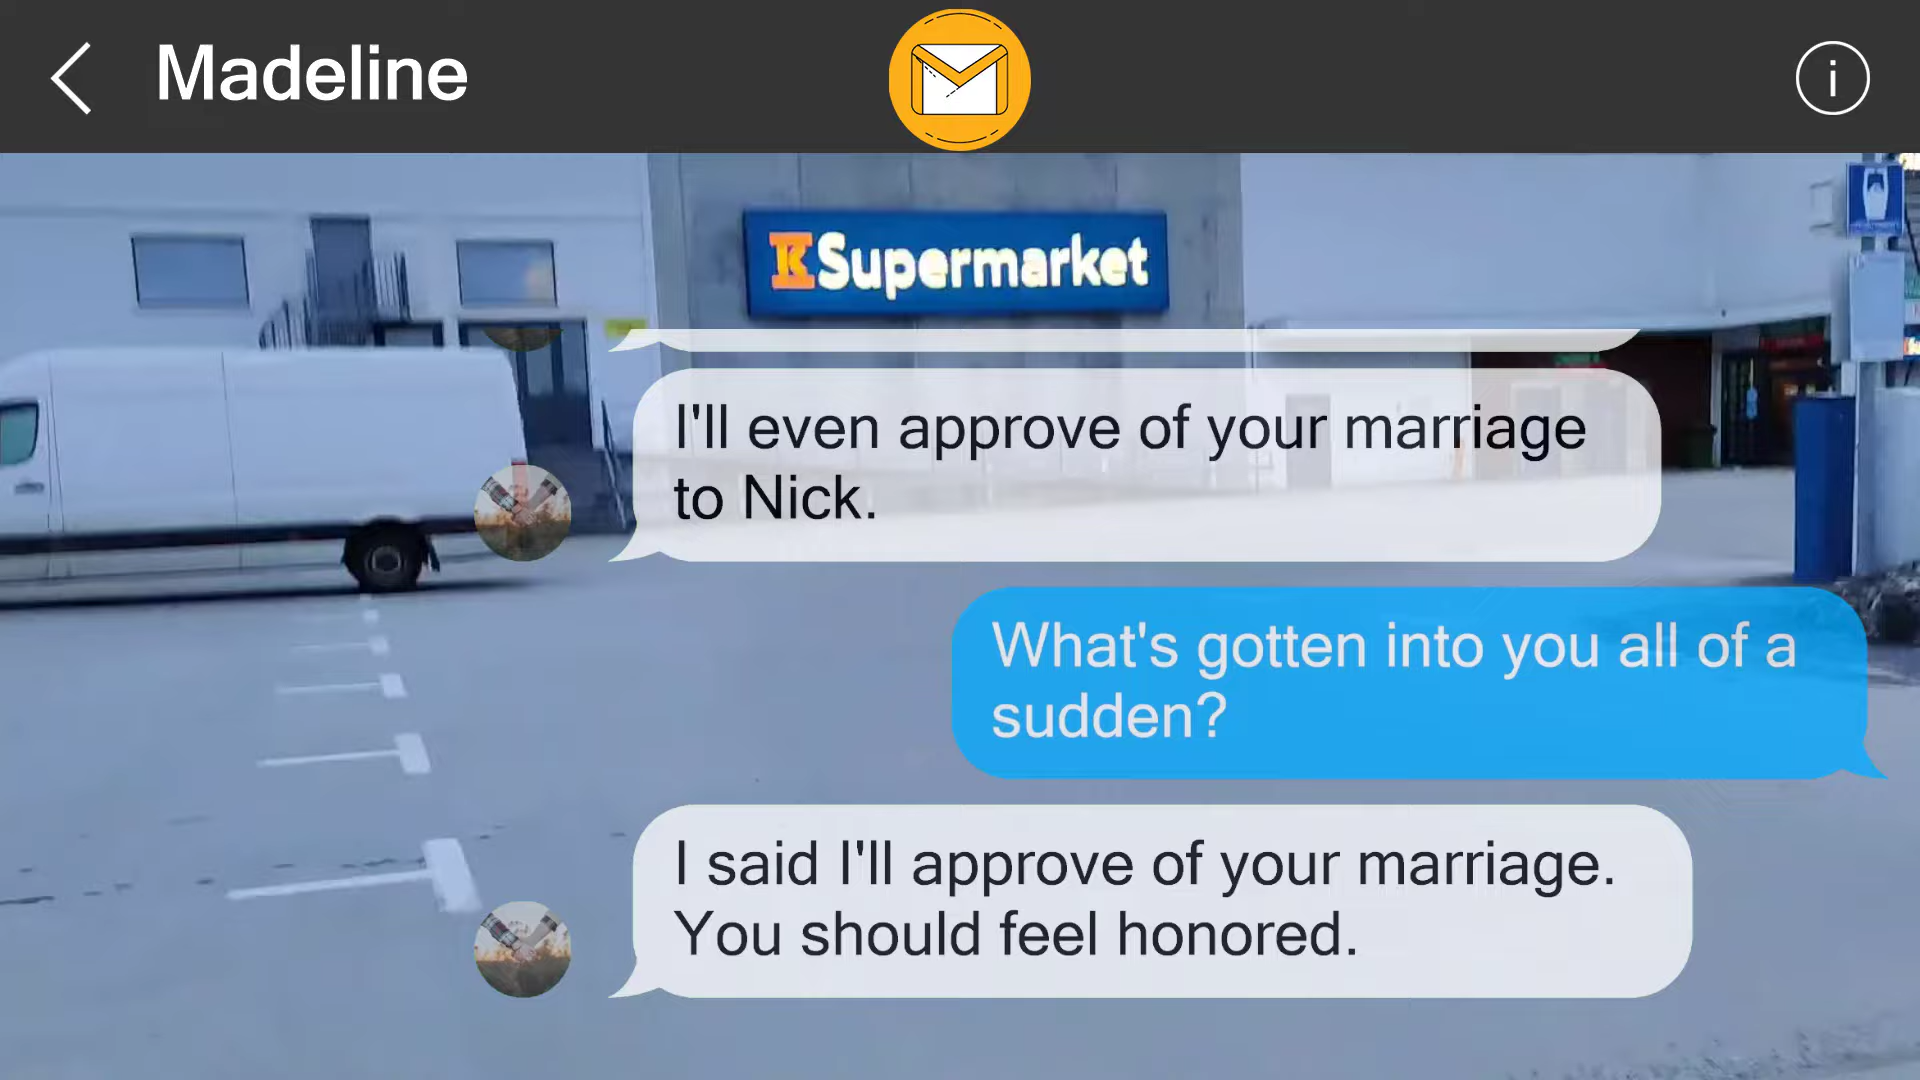 Madeline
i
K Supermarket
I'll even approve of your marriage
to Nick.
What's gotten into you all of a
sudden?
I said I'll approve of your marriage.
You should feel honored.